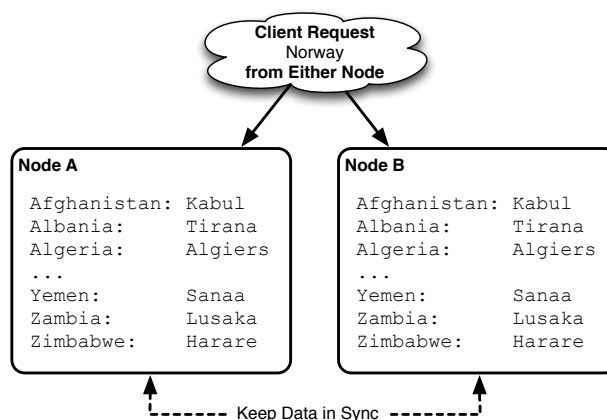 Client Request
Norway
from Either Node
Node A
Afghanistan: Kabul
Albania: Tirana
Algeria: Algiers
...
Yemen: Sanaa
Zambia: Lusaka
Zimbabwe: Harare
Node B
Afghanistan: Kabul
Albania: Tirana
Algeria: Algiers
...
Yemen: Sanaa
Zambia: Lusaka
Zimbabwe: Harare
Keep Data in Sync